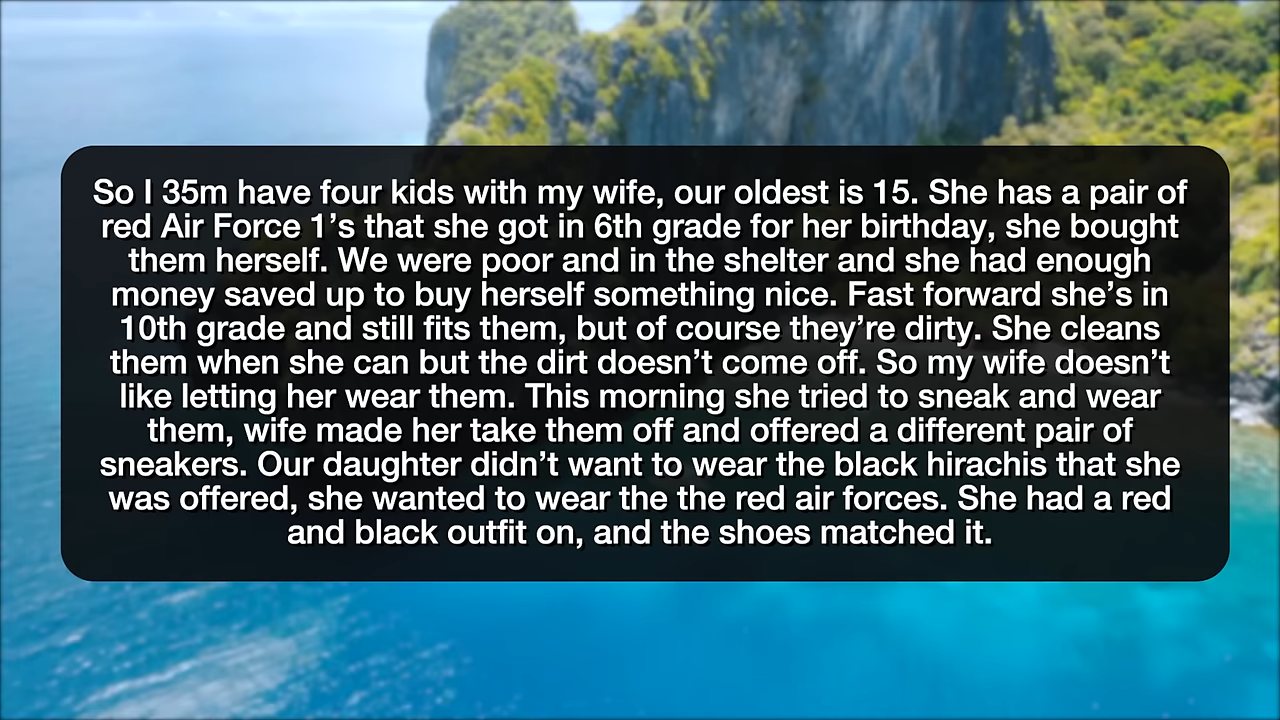 So I 35m have four kids with my wife, our oldest is 15. She has a pair of
red Air Force 1’s that she got in 6th grade for her birthday, she bought
them herself. We were poor and in the shelter and she had enough
money saved up to buy herself something nice. Fast forward she’s in
10th grade and still fits them, but of course they’re dirty. She cleans
them when she can but the dirt doesn’t come off. So my wife doesn’t
like letting her wear them. This morning she tried to sneak and wear
them, wife made her take them off and offered a different pair of
sneakers. Our daughter didn’t want to wear the black hirachis that she
was offered, she wanted to wear the the red air forces. She had a red
and black outfit on, and the shoes matched it.